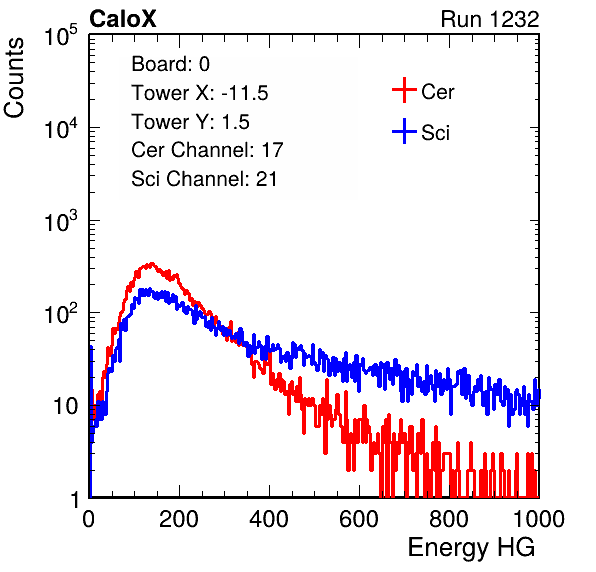 CaloX Run 1232
Counts
10^5
10^4
10^3
10^2
10
1
Board: 0
Tower X: -11.5
Tower Y: 1.5
Cer Channel: 17
Sci Channel: 21
Cer
Sci
0 200 400 600 800 1000
Energy HG